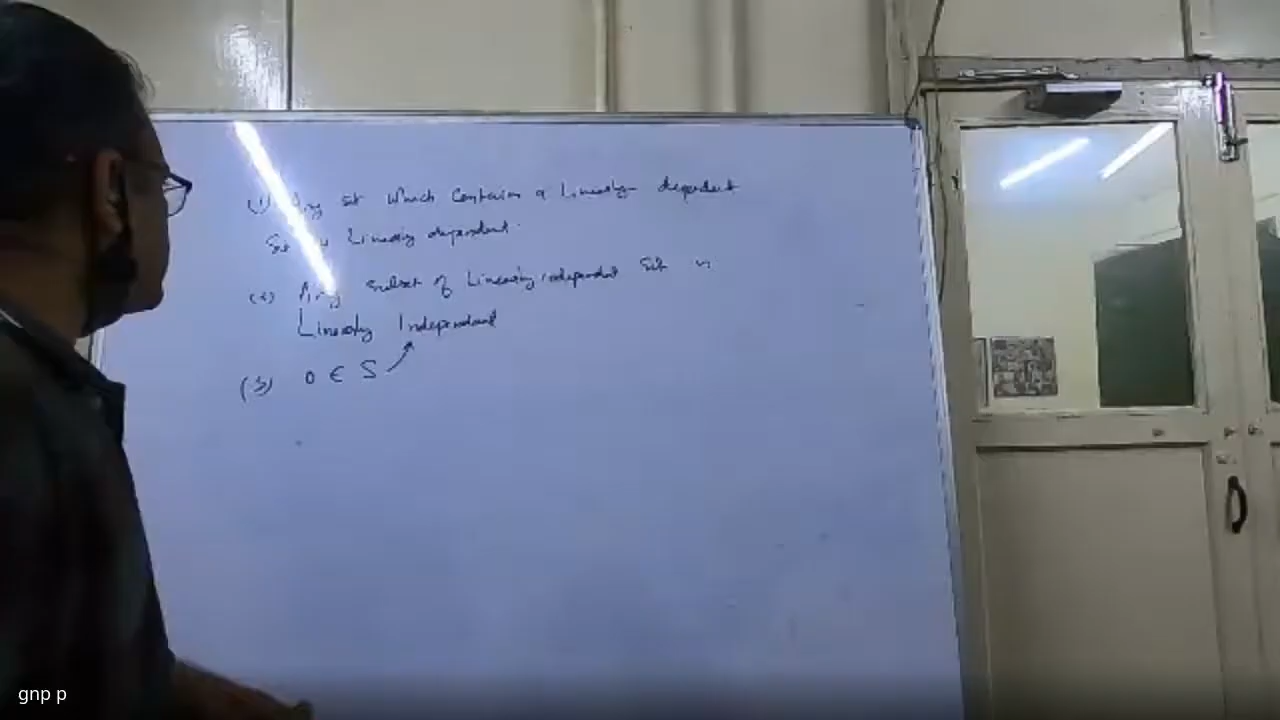 (1) Any set which contains a Linearly dependent
Set is Linearly dependent.
(2) Any subset of Linearly independent Set is
Linearly Independent
(3) 0 ∈ S
gnp p